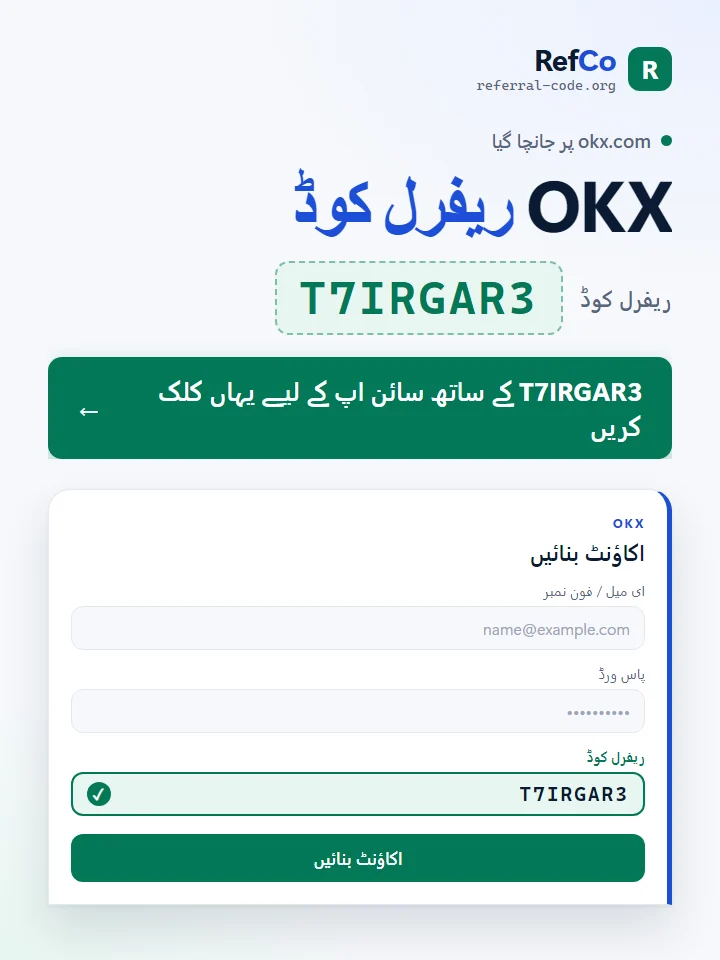 R
RefCo
referral-code.org
okx.com پر جانچا گیا
OKX ریفرل کوڈ
ریفرل کوڈ
T7IRGAR3
T7IRGAR3 کے ساتھ سائن اپ کے لیے یہاں کلک
کریں
←
OKX
اکاؤنٹ بنائیں
ای میل / فون نمبر
name@example.com
پاس ورڈ
••••••••••
ریفرل کوڈ
T7IRGAR3
اکاؤنٹ بنائیں